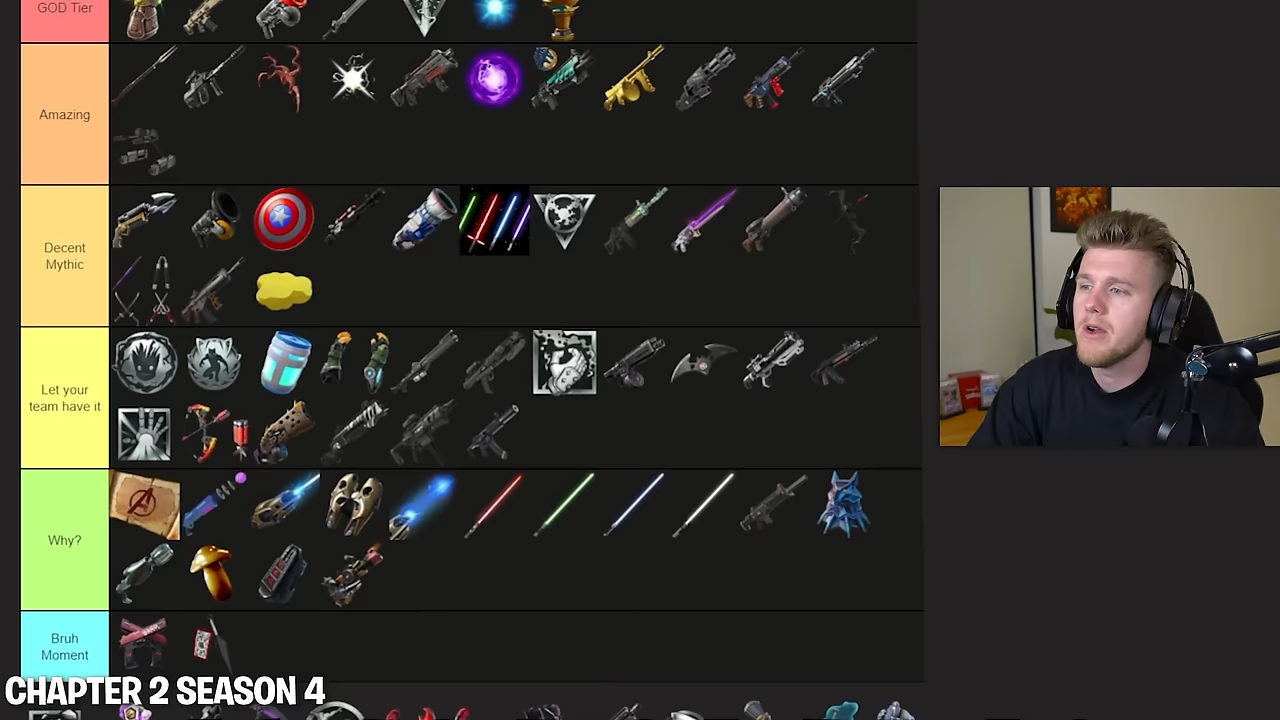 GOD Tier
Amazing
Decent
Mythic
Let your
team have it
Why?
Bruh
Moment
CHAPTER 2 SEASON 4